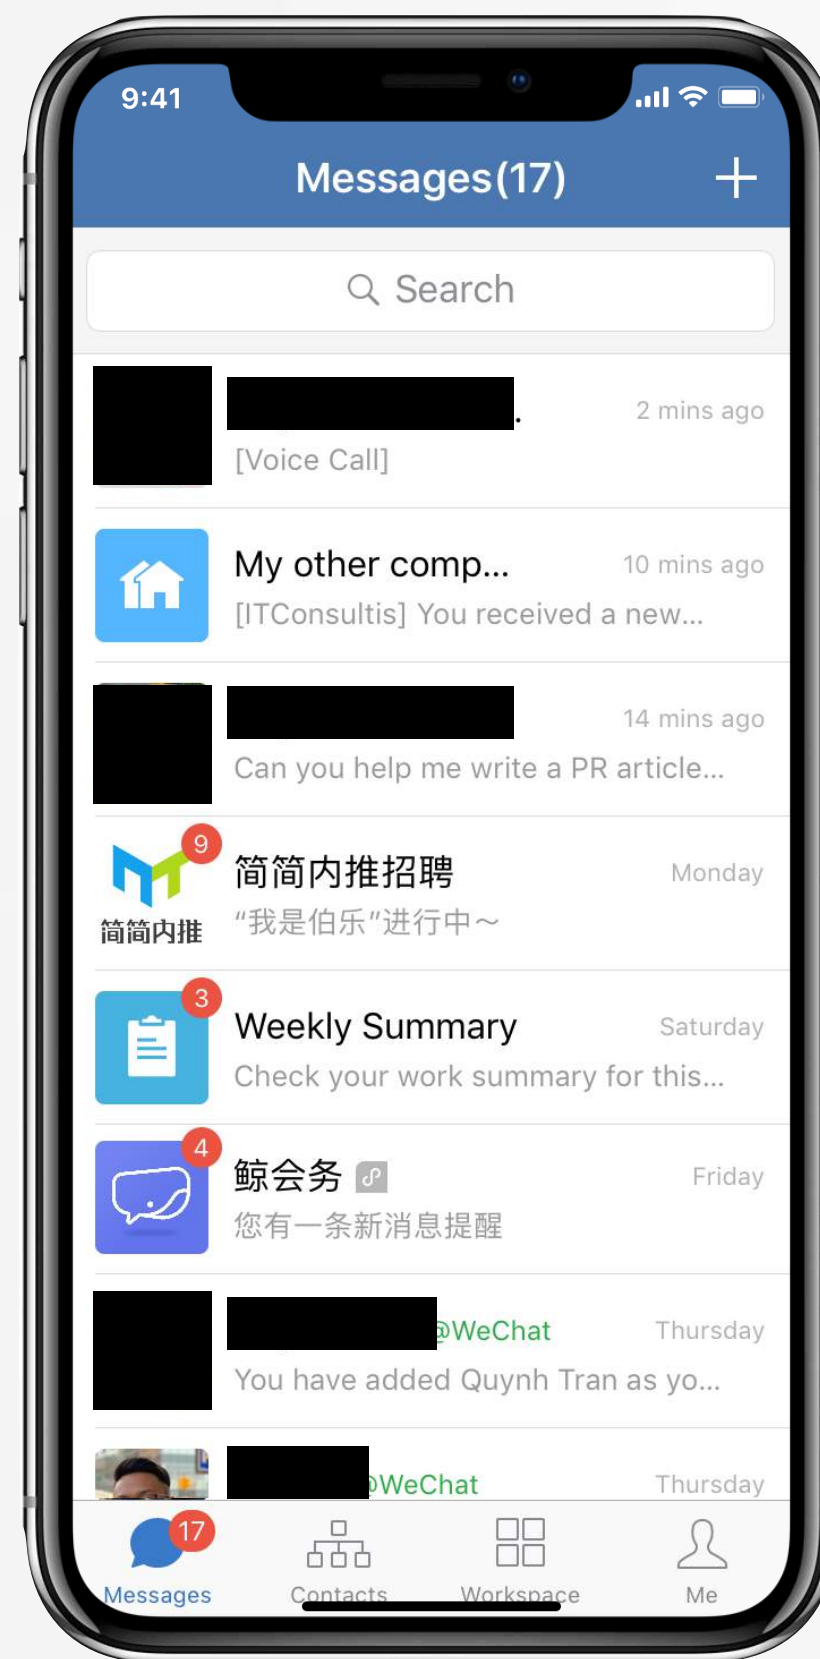 9:41
Messages(17)
Search
2 mins ago
[Voice Call]
My other comp...
10 mins ago
[ITConsultis] You received a new...
14 mins ago
Can you help me write a PR article...
9
简简内推
简简内推招聘
Monday
“我是伯乐”进行中～
3
Weekly Summary
Saturday
Check your work summary for this...
4
鲸会务
Friday
您有一条新消息提醒
@WeChat
Thursday
You have added Quynh Tran as yo...
@WeChat
Thursday
17
Messages
Contacts
Workspace
Me